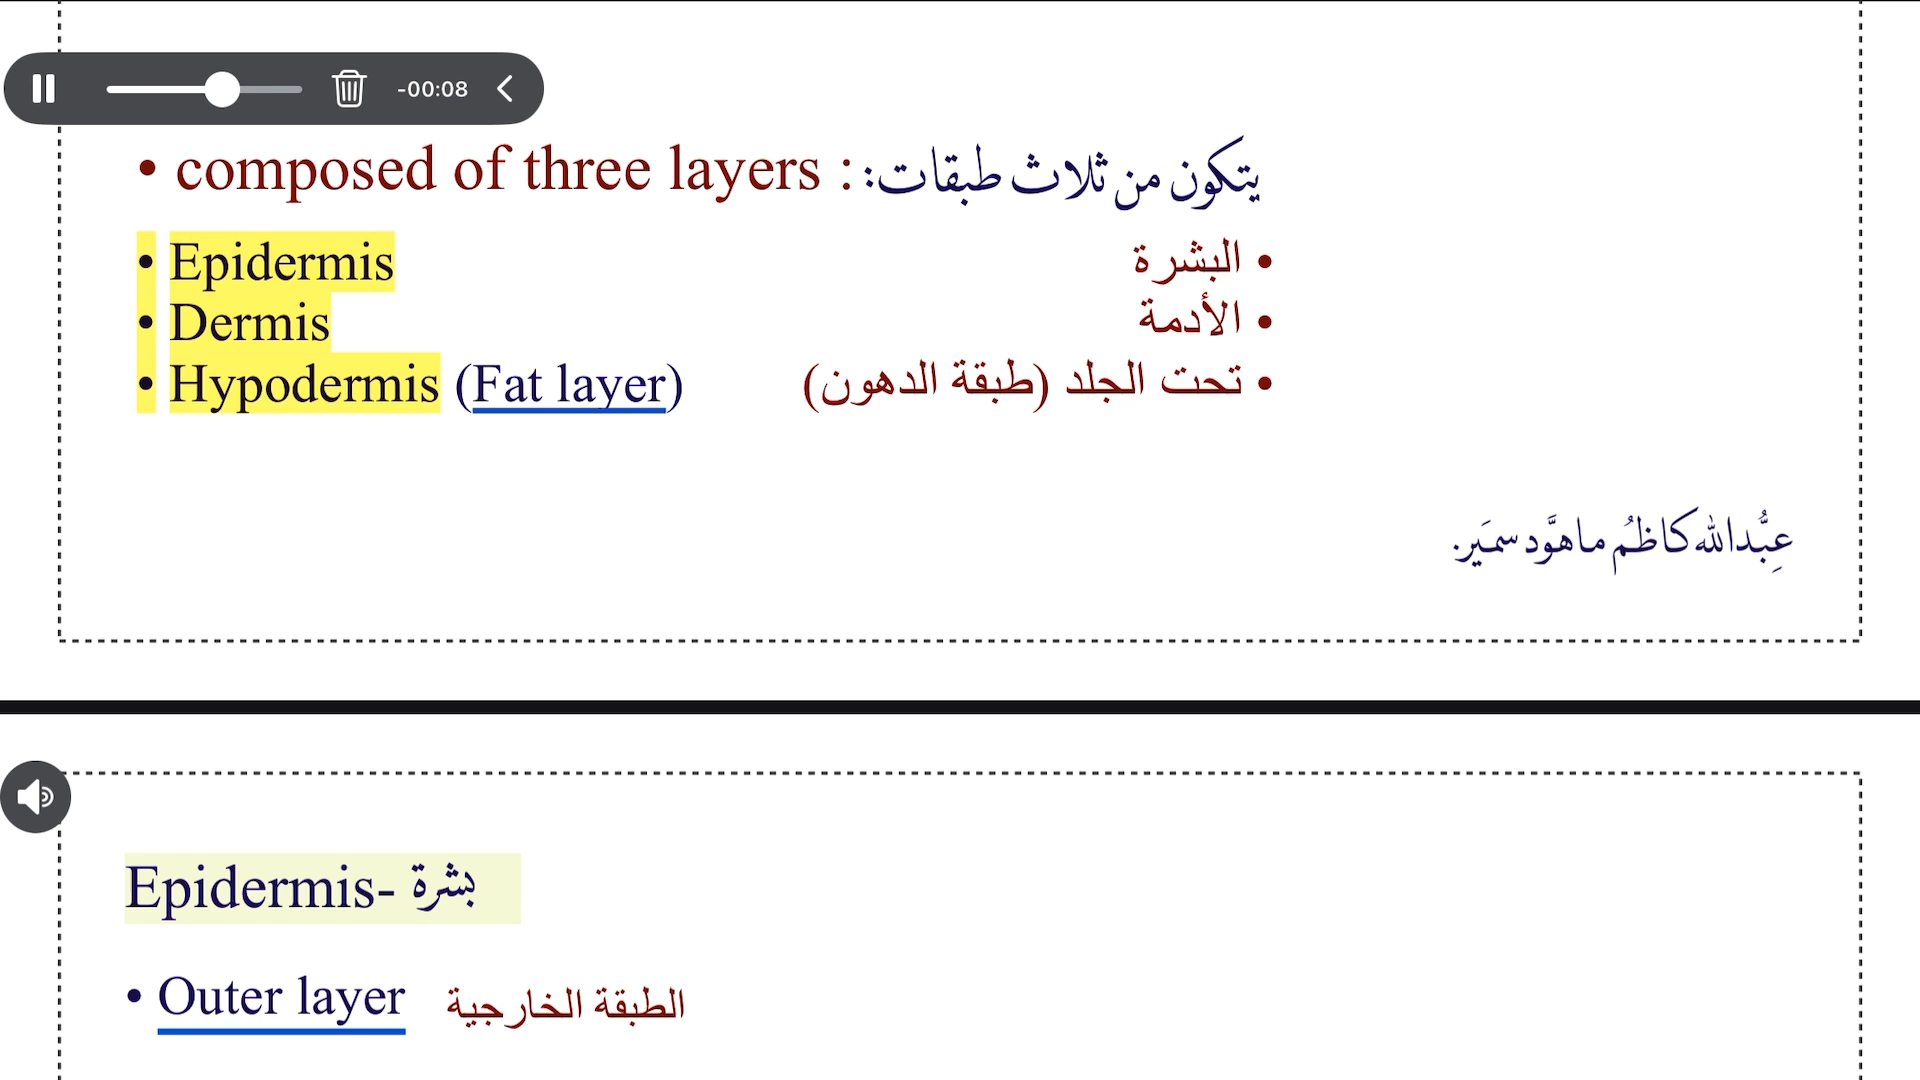 -00:08
• composed of three layers : يتكون من ثلاث طبقات:
• Epidermis • البشرة
• Dermis • الأدمة
• Hypodermis (Fat layer) • تحت الجلد (طبقة الدهون)
عِبُّدالله كاظمُ ماهوَّد سمَير.
Epidermis- بشرة
• Outer layer الطبقة الخارجية